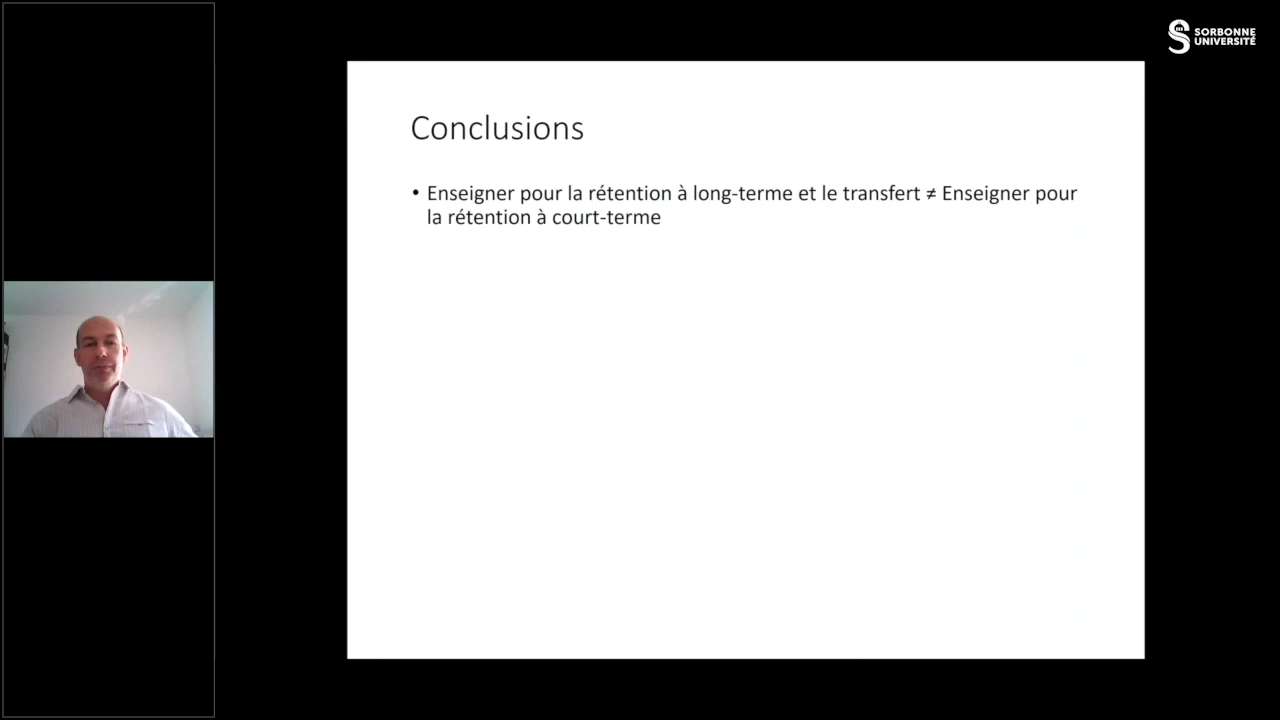 SORBONNE
UNIVERSITÉ
Conclusions
• Enseigner pour la rétention à long-terme et le transfert ≠ Enseigner pour
la rétention à court-terme